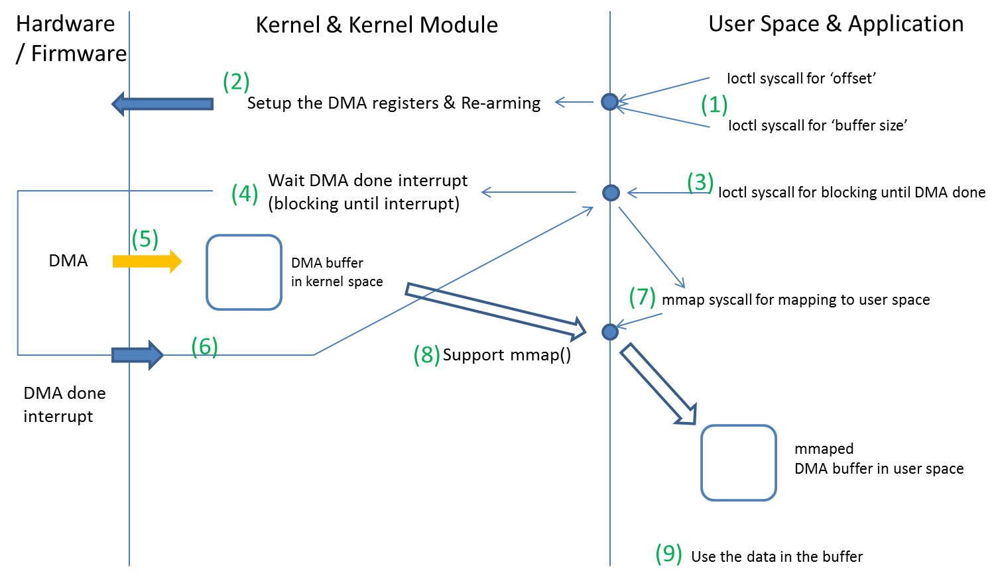 Hardware
/ Firmware
Kernel & Kernel Module
User Space & Application
Ioctl syscall for ‘offset’
(1)
Ioctl syscall for ‘buffer size’
(2)
Setup the DMA registers & Re-arming
(3)
Ioctl syscall for blocking until DMA done
(4)
Wait DMA done interrupt
(blocking until interrupt)
(5)
DMA
DMA buffer
in kernel space
(6)
DMA done
interrupt
(7)
mmap syscall for mapping to user space
(8)
Support mmap()
mmaped
DMA buffer in user space
(9)
Use the data in the buffer